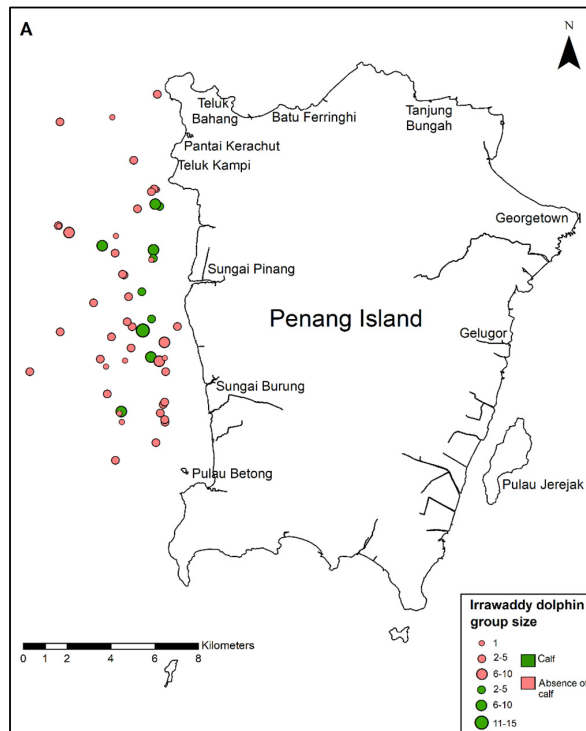 A
N
Teluk
Bahang
Batu Ferringhi
Tanjung
Bungah
Pantai Kerachut
Teluk Kampi
Georgetown
Sungai Pinang
Penang Island
Gelugor
Sungai Burung
Pulau Betong
Pulau Jerejak
Kilometers
0 1 2 4 6 8
Irrawaddy dolphin
group size
1
2-5
6-10
2-5
6-10
11-15
Calf
Absence of
calf